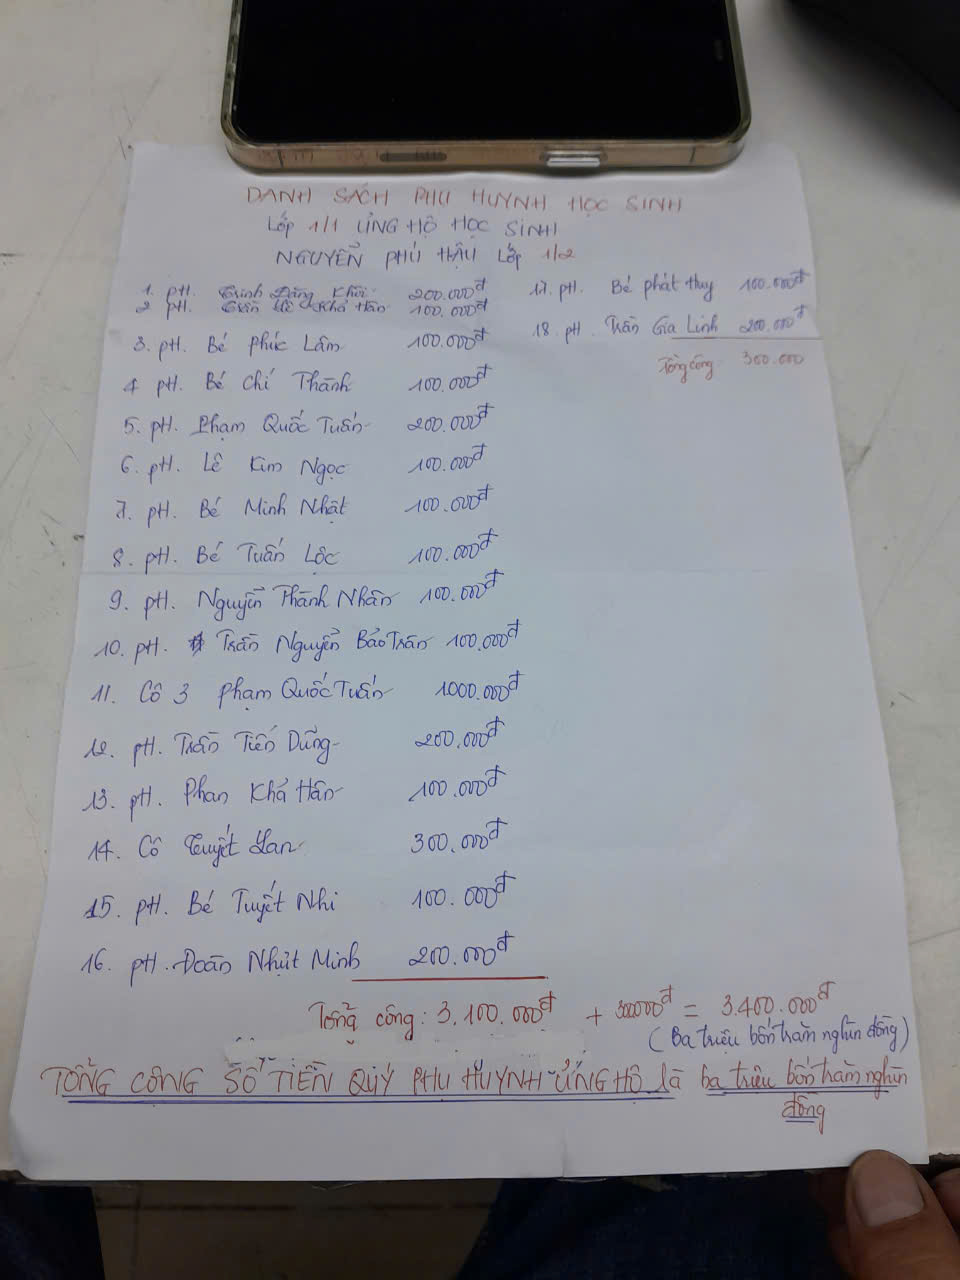 DANH SÁCH PHỤ HUYNH HỌC SINH
Lớp 1/1 ỦNG HỘ HỌC SINH
NGUYỄN PHÚ HẬU Lớp 1/2
1. PH. Trịnh Đăng Khôi 200.000đ
2 PH. Trần Lê Khả Hân 100.000đ
3. PH. Bé Phúc Lâm 100.000đ
4 PH. Bé Chí Thành 100.000đ
5. PH. Phạm Quốc Tuấn 200.000đ
6. PH. Lê Kim Ngọc 100.000đ
7. PH. Bé Minh Nhật 100.000đ
8. PH. Bé Tuấn Lộc 100.000đ
9. PH. Nguyễn Thành Nhân 100.000đ
10. PH. Trần Nguyễn Bảo Trân 100.000đ
11. Cô 3 Phạm Quốc Tuấn 1000.000đ
12. PH. Trần Tiến Dũng 200.000đ
13. PH. Phan Khả Hân 100.000đ
14. Cô Tuyết Lan 300.000đ
15. PH. Bé Tuyết Nhi 100.000đ
16. PH. Đoàn Nhựt Minh 200.000đ
17. PH. Bé Phát Huy 100.000đ
18. PH. Trần Gia Linh 200.000đ
Tổng cộng 300.000
Tổng cộng: 3.100.000đ + 300000đ = 3.400.000đ
(Ba triệu bốn trăm nghìn đồng)
TỔNG CỘNG SỐ TIỀN QUÝ PHỤ HUYNH ỦNG HỘ là ba triệu bốn trăm nghìn
đồng